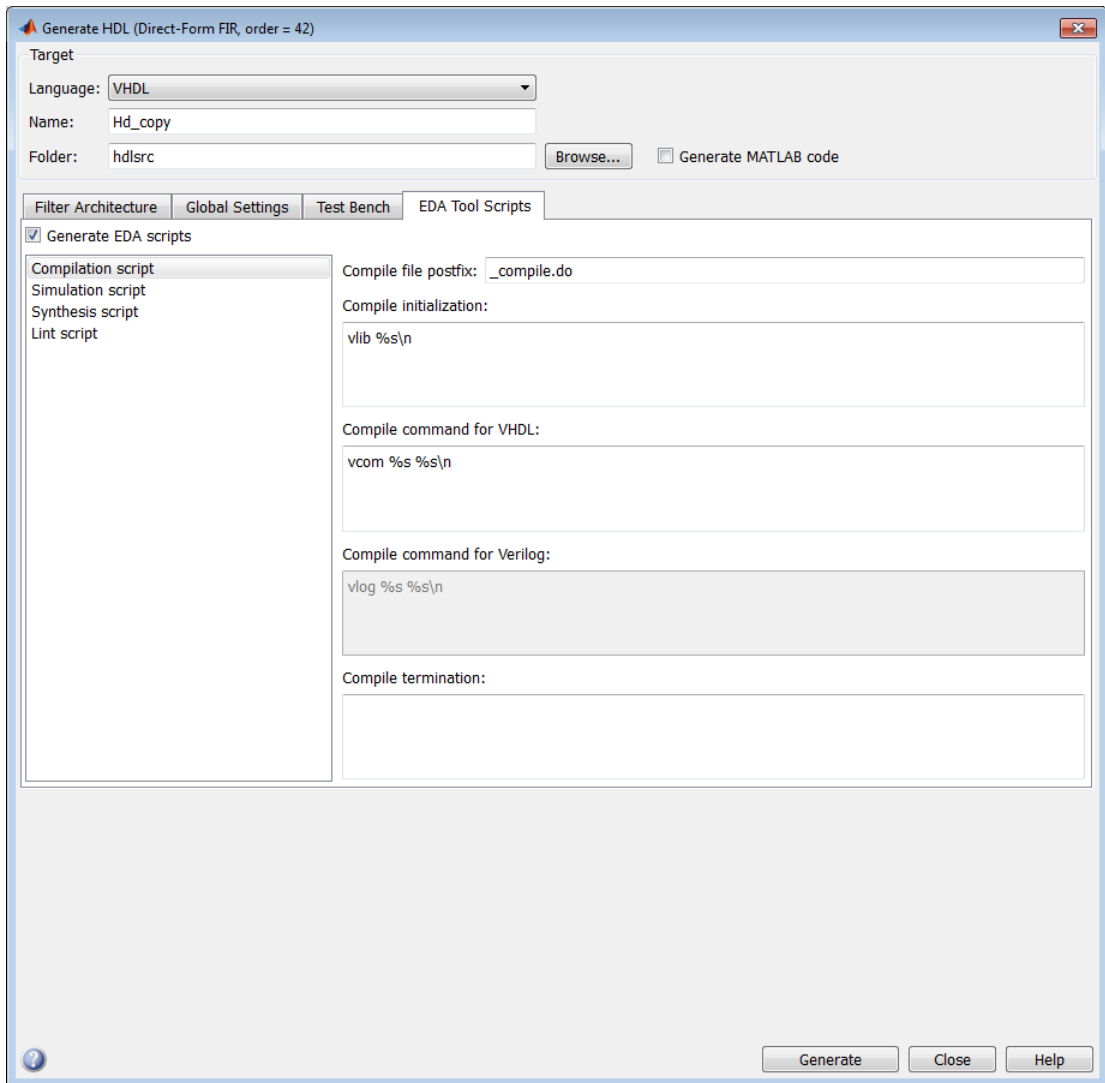 Generate HDL (Direct-Form FIR, order = 42)
Target
Language: VHDL
Name: Hd_copy
Folder: hdlsrc Browse... Generate MATLAB code
Filter Architecture Global Settings Test Bench EDA Tool Scripts
Generate EDA scripts
Compilation script
Simulation script
Synthesis script
Lint script
Compile file postfix: _compile.do
Compile initialization:
vlib %s\n
Compile command for VHDL:
vcom %s %s\n
Compile command for Verilog:
vlog %s %s\n
Compile termination:
? Generate Close Help